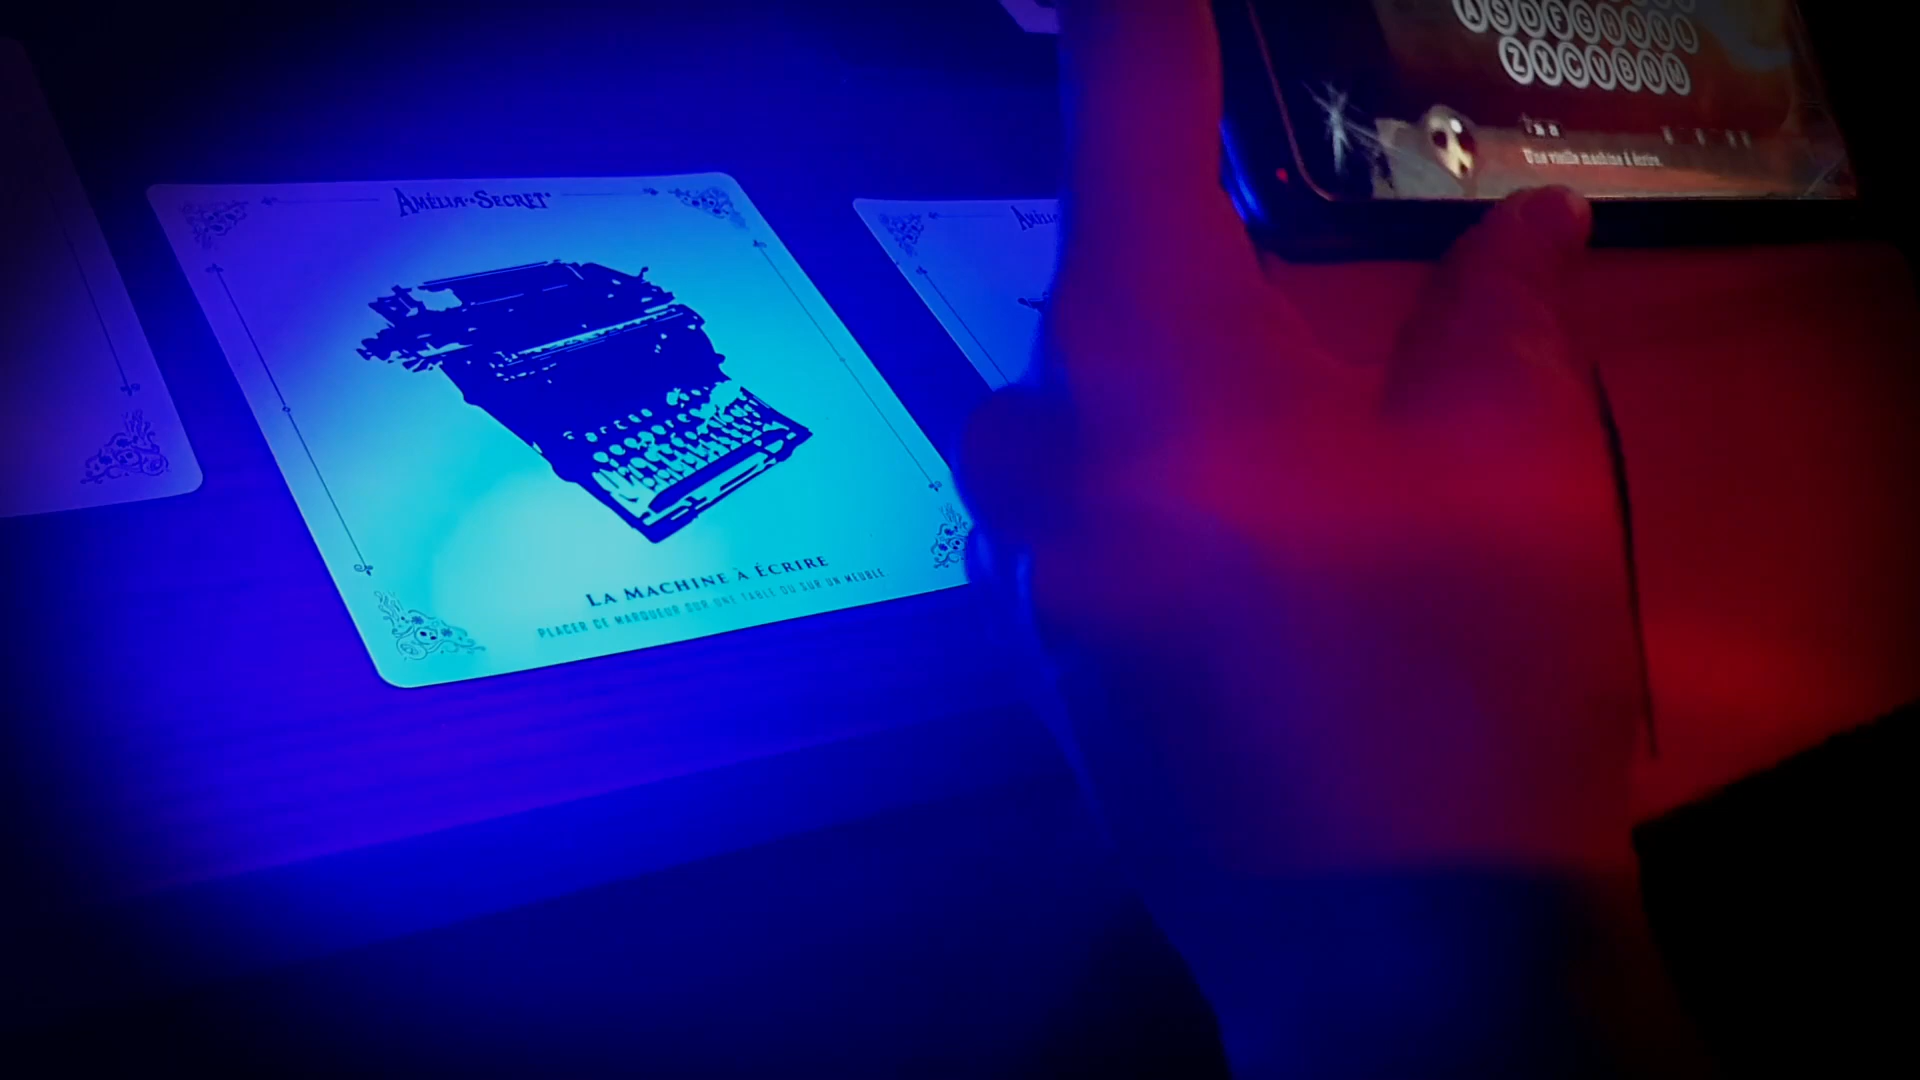 AMÉLIA'S SECRET
LA MACHINE À ÉCRIRE
PLACER CE MARQUEUR SUR UNE TABLE OU SUR UN MEUBLE
AMÉLIA
A S D F G H J K L
Z X C V B N M
Une vieille machine à écrire.